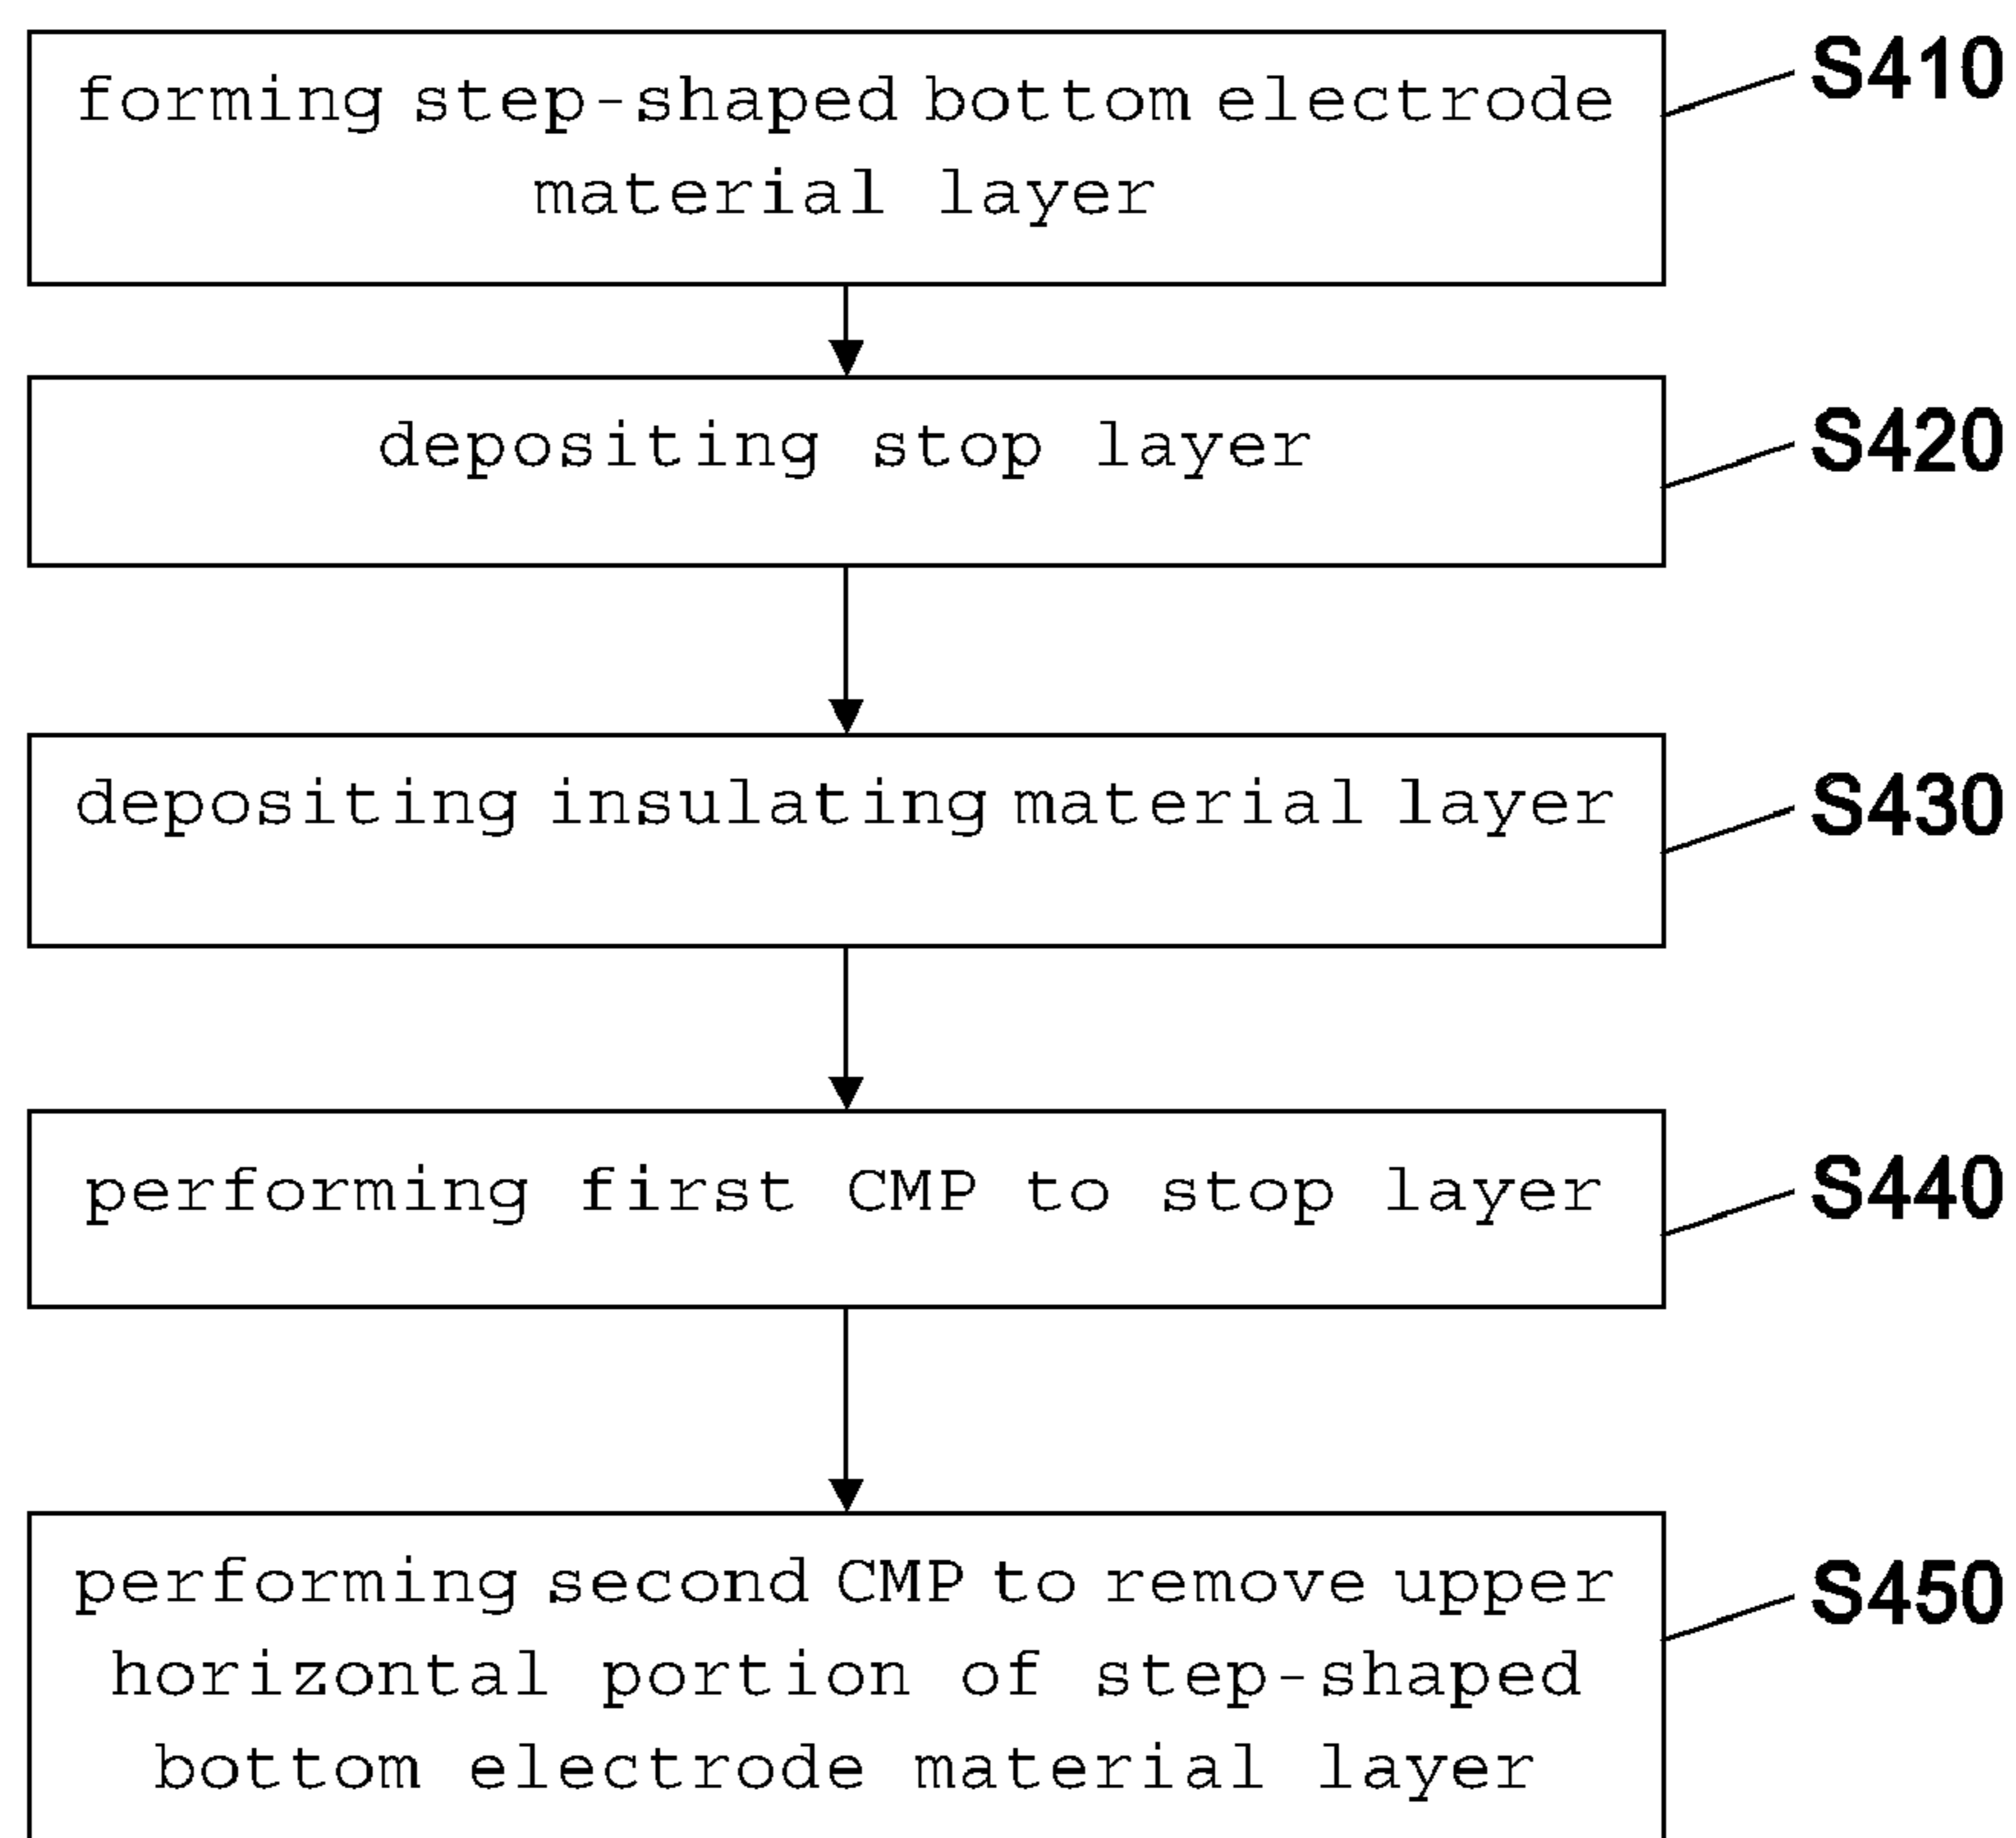 forming step-shaped bottom electrode
material layer
S410
depositing stop layer
S420
depositing insulating material layer
S430
performing first CMP to stop layer
S440
performing second CMP to remove upper
horizontal portion of step-shaped
bottom electrode material layer
S450